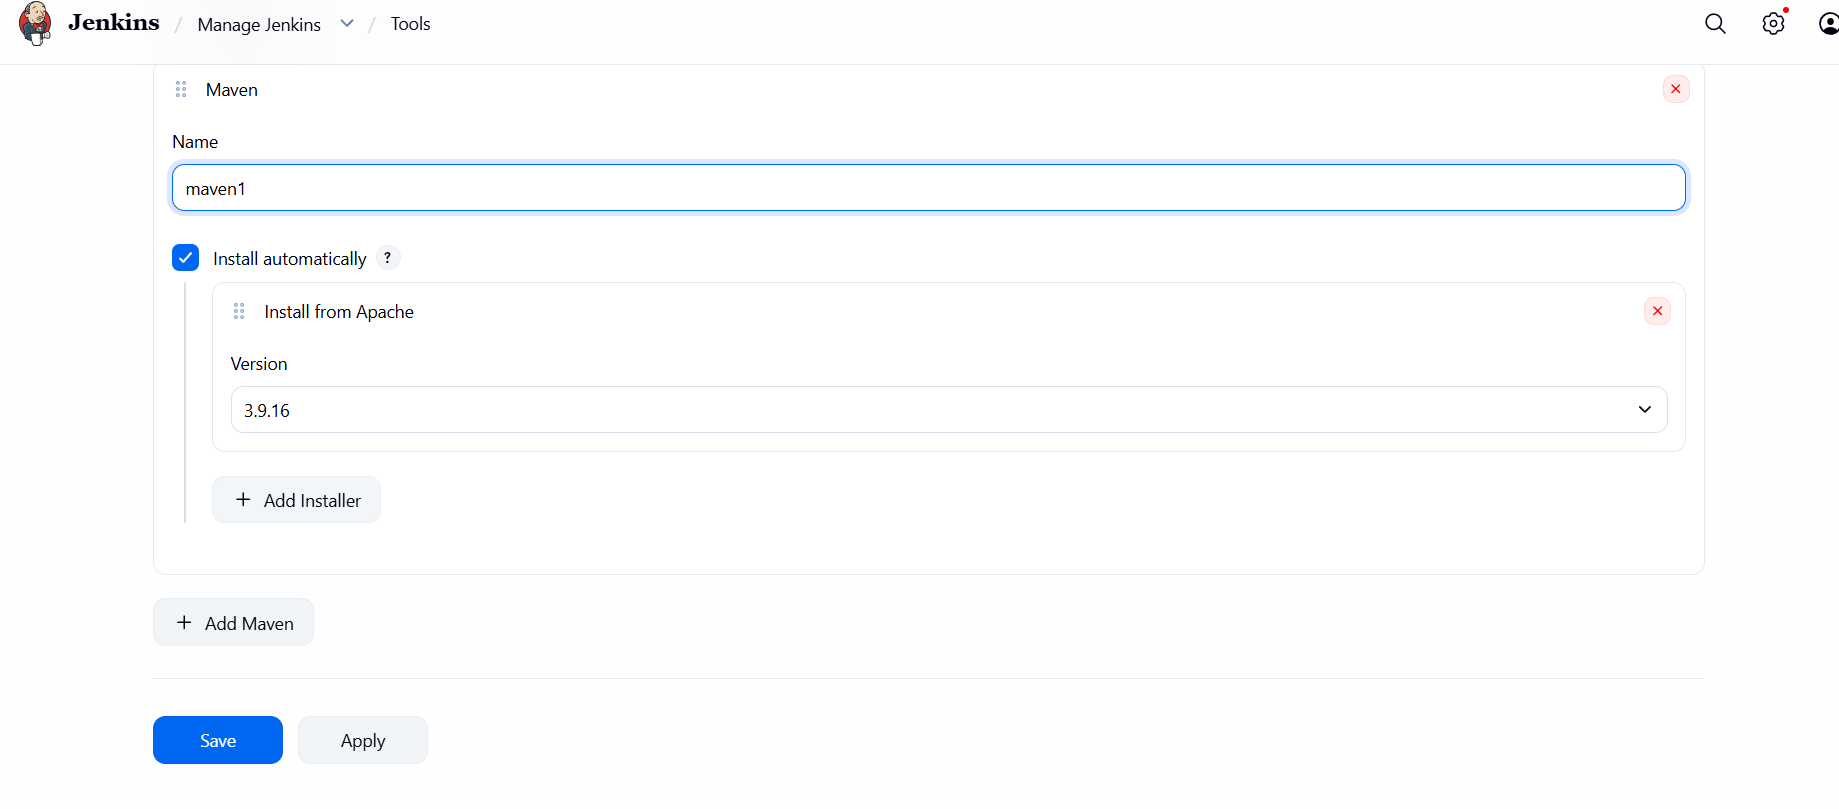 Jenkins / Manage Jenkins / Tools
Maven
Name
maven1
Install automatically ?
Install from Apache
Version
3.9.16
+ Add Installer
+ Add Maven
Save Apply